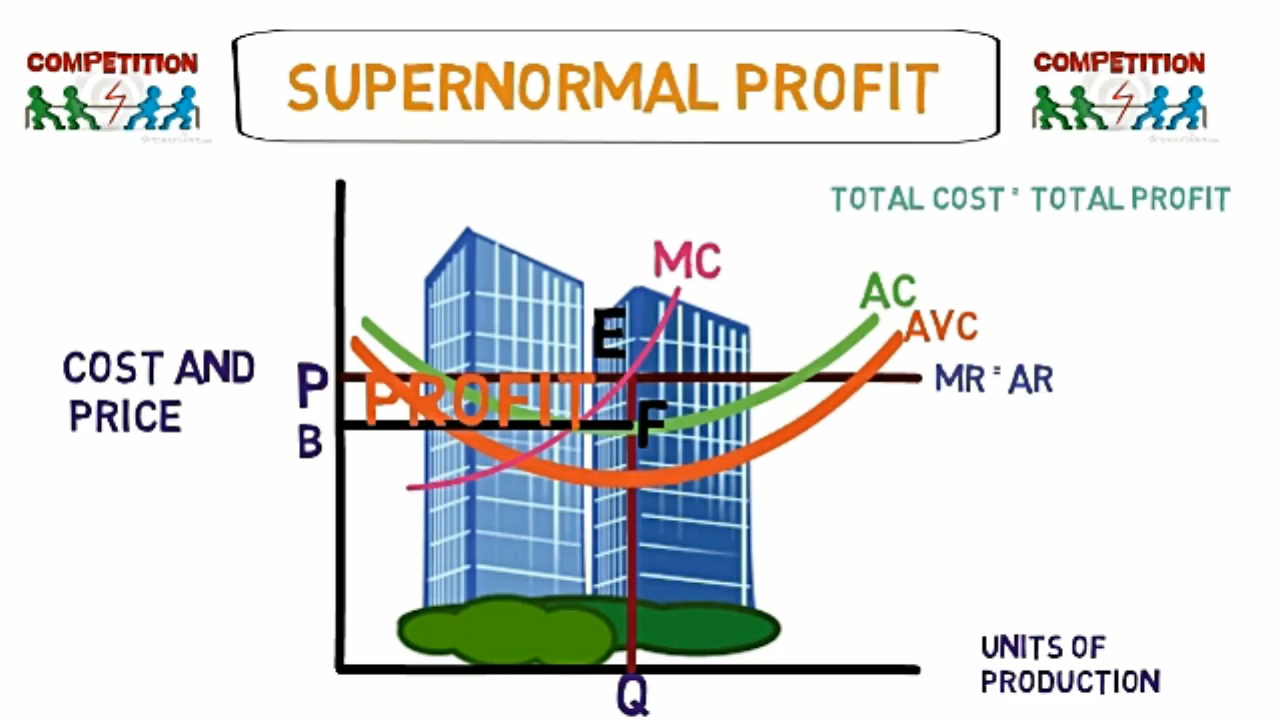 COMPETITION
SUPERNORMAL PROFIT
COMPETITION
TOTAL COST = TOTAL PROFIT
MC
AC
AVC
E
COST AND
PRICE
P
PROFIT
MR = AR
F
B
UNITS OF
PRODUCTION
Q